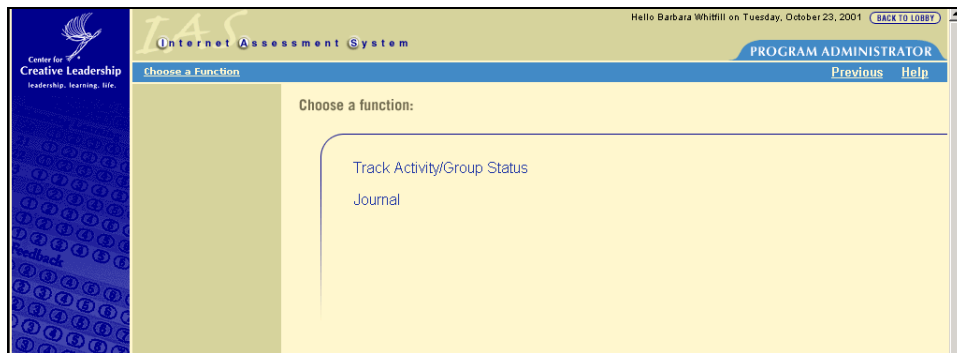 Hello Barbara Whitfill on Tuesday, October 23, 2001 BACK TO LOBBY
IAS
Internet Assessment System
PROGRAM ADMINISTRATOR
Center for
Creative Leadership
leadership. learning. life.
Choose a Function
Previous Help
Choose a function:
Track Activity/Group Status
Journal
Feedback